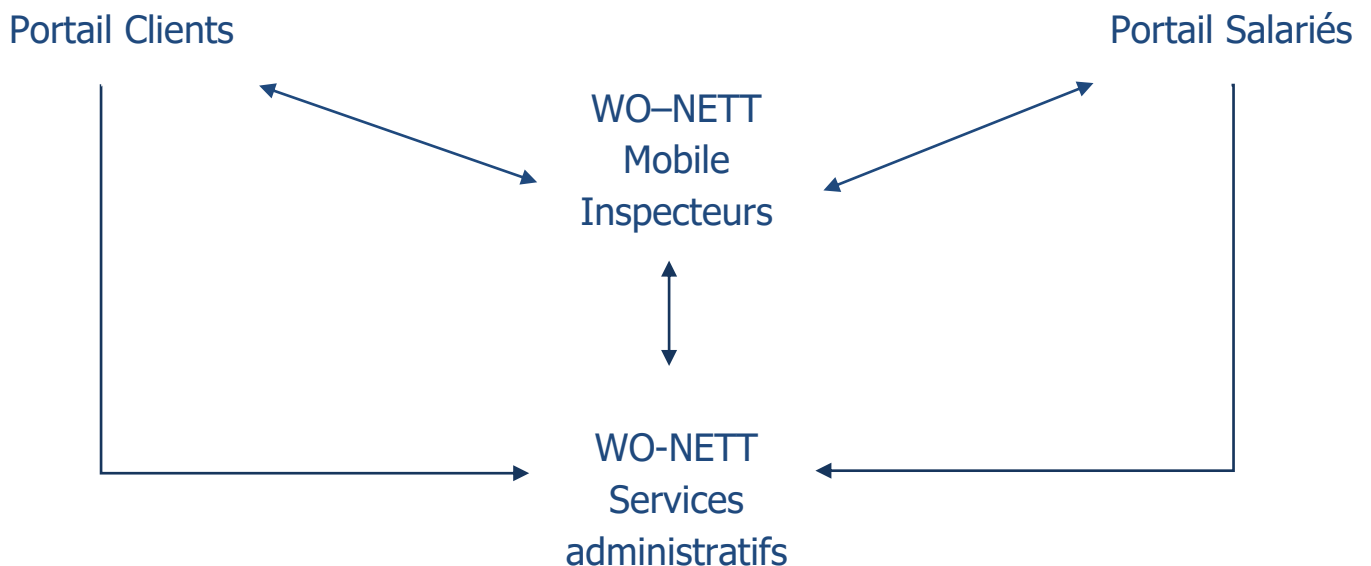 Portail Clients
Portail Salariés
WO–NETT
Mobile
Inspecteurs
WO-NETT
Services
administratifs